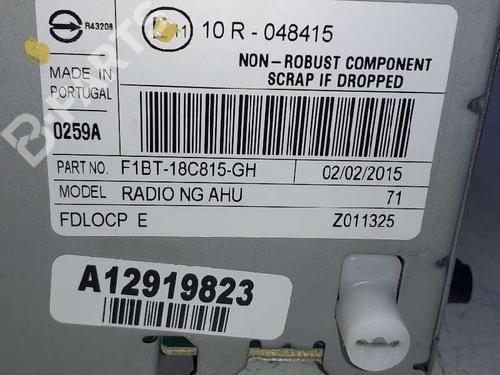 R43208
10 R - 048415
NON-ROBUST COMPONENT
SCRAP IF DROPPED
MADE IN
PORTUGAL
0259A
PART NO. F1BT-18C815-GH 02/02/2015
MODEL RADIO NG AHU 71
FDLOCP E Z011325
A12919823
B-PARTS